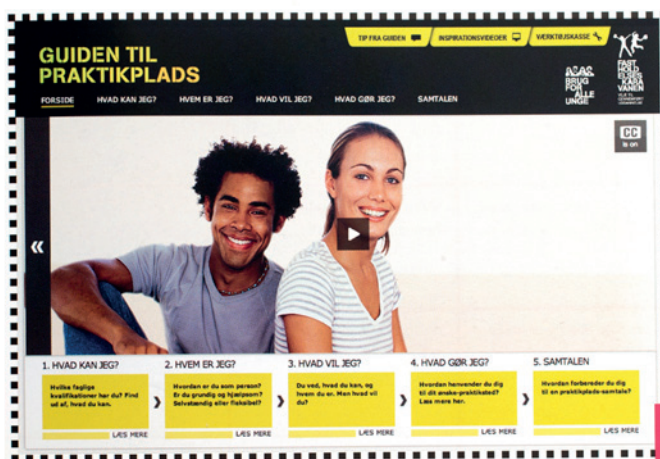 TIP FRA GUIDEN
INSPIRATIONSVIDEOER
VÆRKTØJSKASSE
GUIDEN TIL
PRAKTIKPLADS
BRUG
FOR
ALLE
UNGE
FAST
HOLD
ELSES
KARA
VANEN
FORSIDE HVAD KAN JEG? HVEM ER JEG? HVAD VIL JEG? HVAD GØR JEG? SAMTALEN
CC
is on
1. HVAD KAN JEG?
Hvilke faglige
kvalifikationer har du? Find
ud af, hvad du kan.
LÆS MERE
2. HVEM ER JEG?
Hvordan er du som person?
Er du grundig og hjælpsom?
Selvstændig eller fleksibel?
LÆS MERE
3. HVAD VIL JEG?
Du ved, hvad du kan, og
hvem du er. Men hvad vil
du?
LÆS MERE
4. HVAD GØR JEG?
Hvordan henvender du dig
til dit ønske-praktiksted?
Læs mere her.
LÆS MERE
5. SAMTALEN
Hvordan forbereder du dig
til en praktikplads-samtale?
LÆS MERE